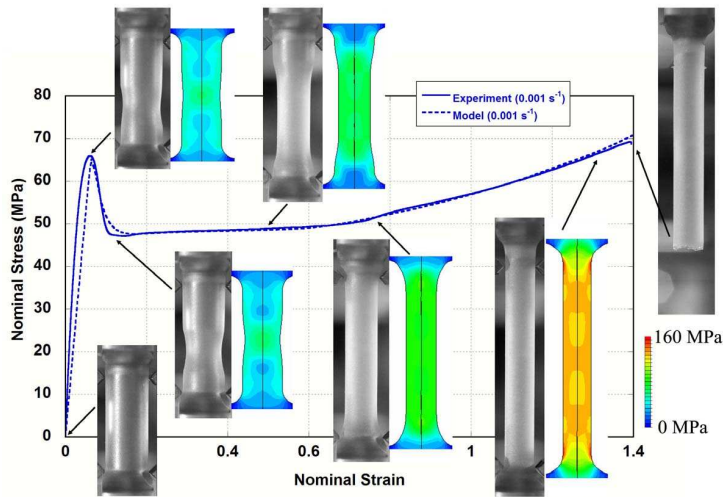 80
70
60
50
40
30
20
10
0
Nominal Stress (MPa)
Experiment (0.001 s⁻¹)
Model (0.001 s⁻¹)
160 MPa
0 MPa
0
0.4
0.6
1
1.4
Nominal Strain